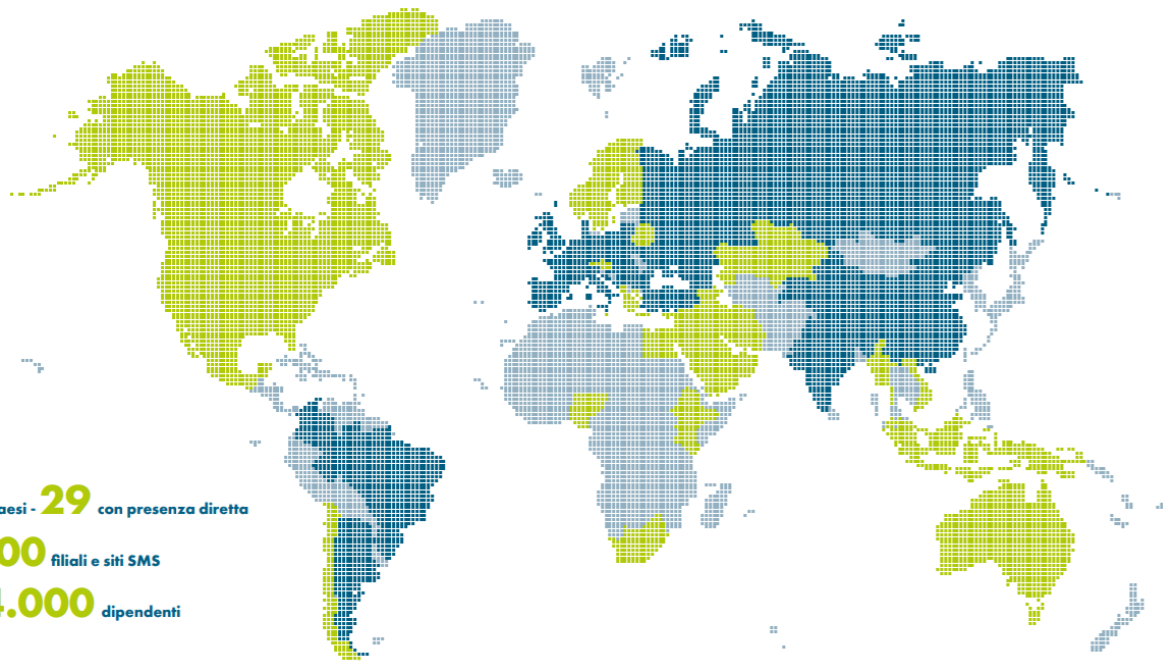 aesi - 29 con presenza diretta
00 filiali e siti SMS
.000 dipendenti